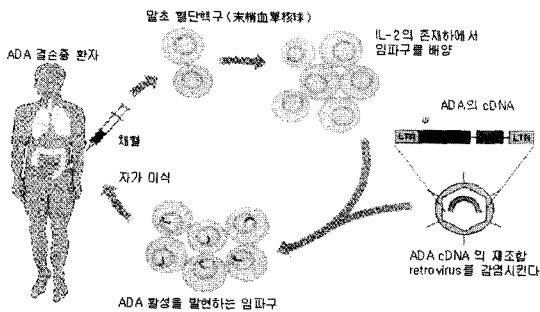 말초 혈단핵구 (末梢血單核球)
IL-2의 존재하에서
임파구를 배양
ADA 결손증 환자
ADA의 cDNA
ψ
LTR
LTR
채혈
자가 이식
ADA cDNA 의 재조합
retrovirus를 감염시킨다
ADA 활성을 발현하는 임파구